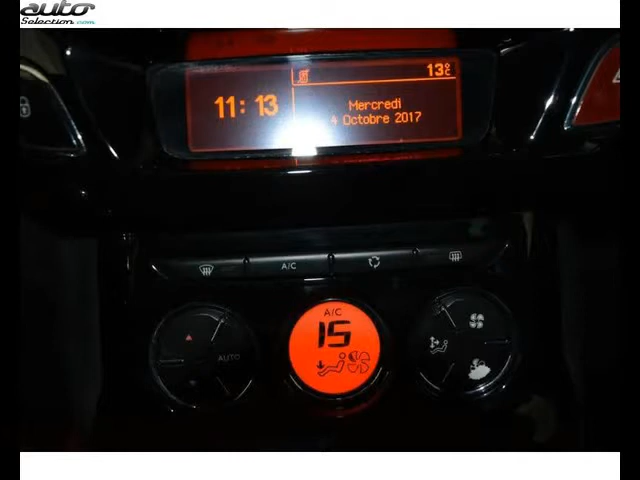 auto
Selection.com
13°C
11:13
Mercredi
4 Octobre 2017
A/C
A/C
15
AUTO